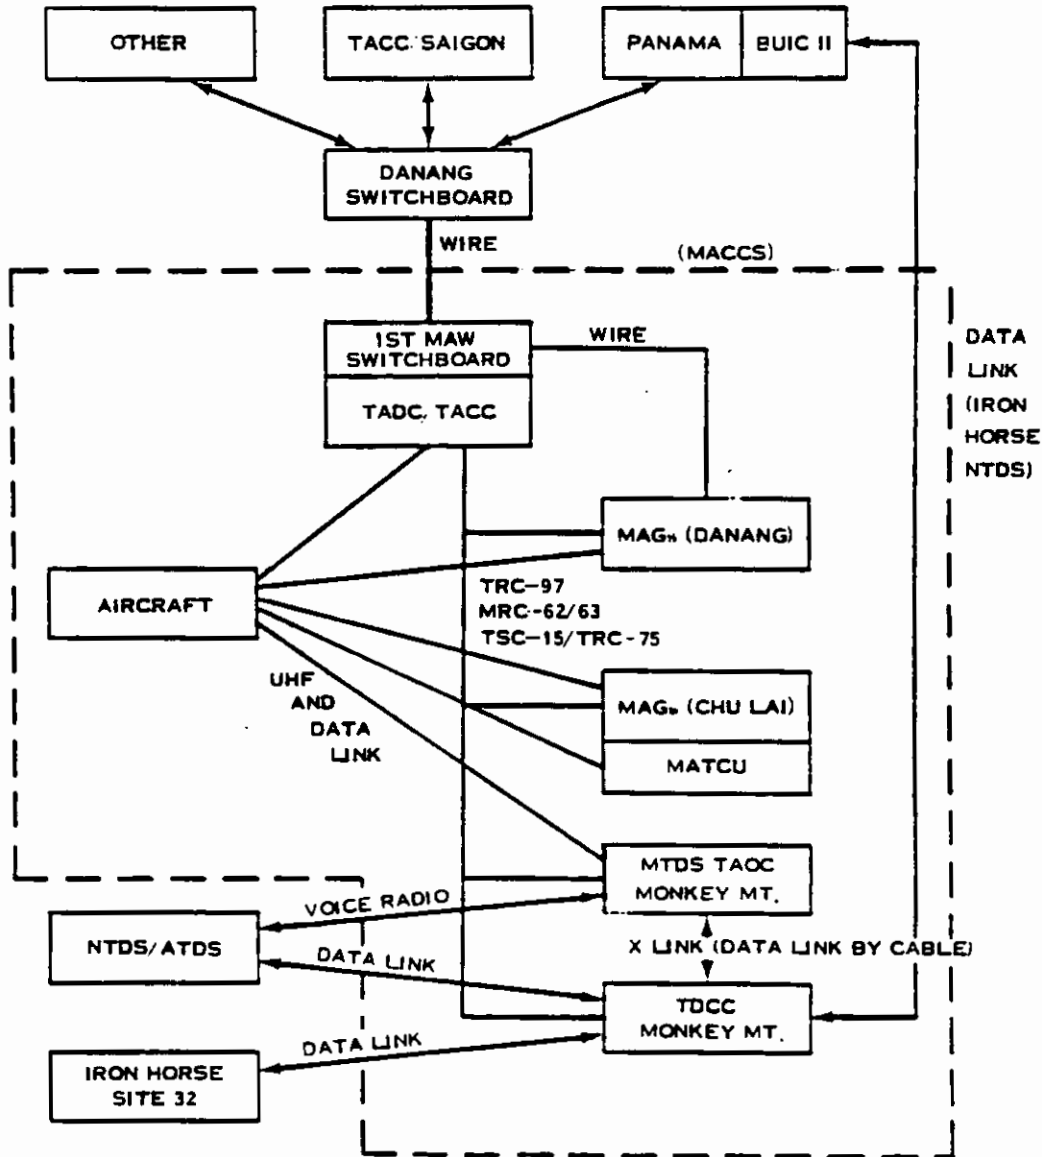 OTHER
TACC SAIGON
PANAMA
BUIC II
DANANG
SWITCHBOARD
WIRE
(MACCS)
1ST MAW
SWITCHBOARD
WIRE
TADC, TACC
DATA
LINK
(IRON
HORSE
NTDS)
MAGs (DANANG)
AIRCRAFT
TRC-97
MRC-62/63
TSC-15/TRC-75
UHF
AND
DATA
LINK
MAGs (CHU LAI)
MATCU
MTDS TAOC
MONKEY MT.
VOICE RADIO
NTDS/ATDS
X LINK (DATA LINK BY CABLE)
DATA LINK
TDCC
MONKEY MT.
DATA LINK
IRON HORSE
SITE 32